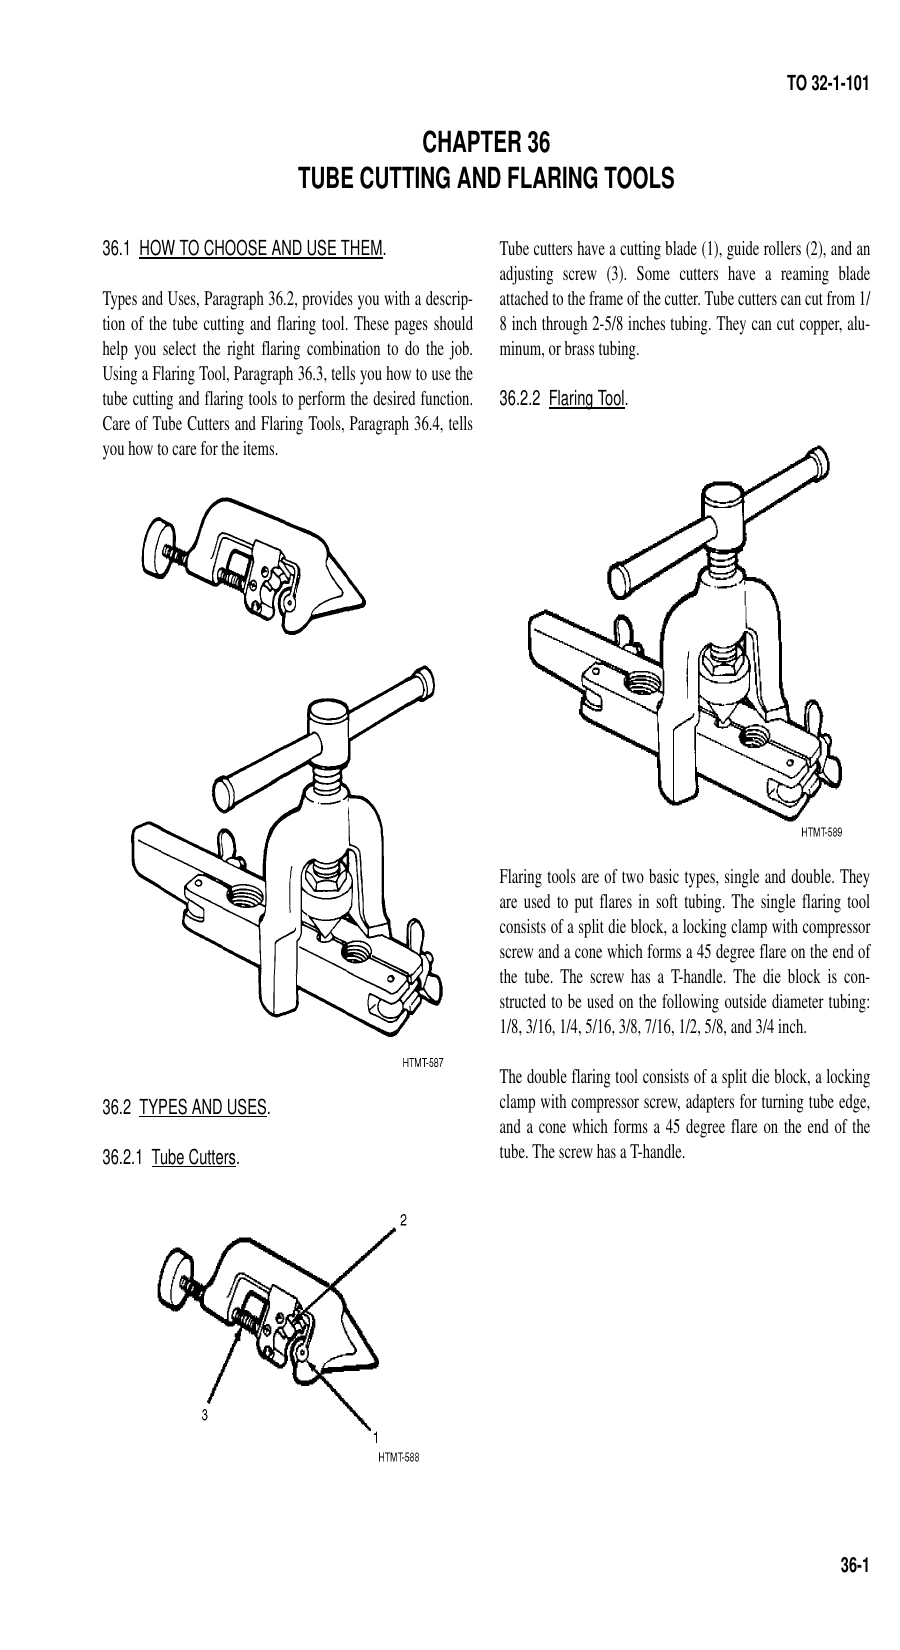 TO 32-1-101
CHAPTER 36
TUBE CUTTING AND FLARING TOOLS
36.1 HOW TO CHOOSE AND USE THEM.
Types and Uses, Paragraph 36.2, provides you with a descrip-
tion of the tube cutting and flaring tool. These pages should
help you select the right flaring combination to do the job.
Using a Flaring Tool, Paragraph 36.3, tells you how to use the
tube cutting and flaring tools to perform the desired function.
Care of Tube Cutters and Flaring Tools, Paragraph 36.4, tells
you how to care for the items.
HTMT-587
36.2 TYPES AND USES.
36.2.1 Tube Cutters.
2
3
1
HTMT-588
Tube cutters have a cutting blade (1), guide rollers (2), and an
adjusting screw (3). Some cutters have a reaming blade
attached to the frame of the cutter. Tube cutters can cut from 1/
8 inch through 2-5/8 inches tubing. They can cut copper, alu-
minum, or brass tubing.
36.2.2 Flaring Tool.
HTMT-589
Flaring tools are of two basic types, single and double. They
are used to put flares in soft tubing. The single flaring tool
consists of a split die block, a locking clamp with compressor
screw and a cone which forms a 45 degree flare on the end of
the tube. The screw has a T-handle. The die block is con-
structed to be used on the following outside diameter tubing:
1/8, 3/16, 1/4, 5/16, 3/8, 7/16, 1/2, 5/8, and 3/4 inch.
The double flaring tool consists of a split die block, a locking
clamp with compressor screw, adapters for turning tube edge,
and a cone which forms a 45 degree flare on the end of the
tube. The screw has a T-handle.
36-1